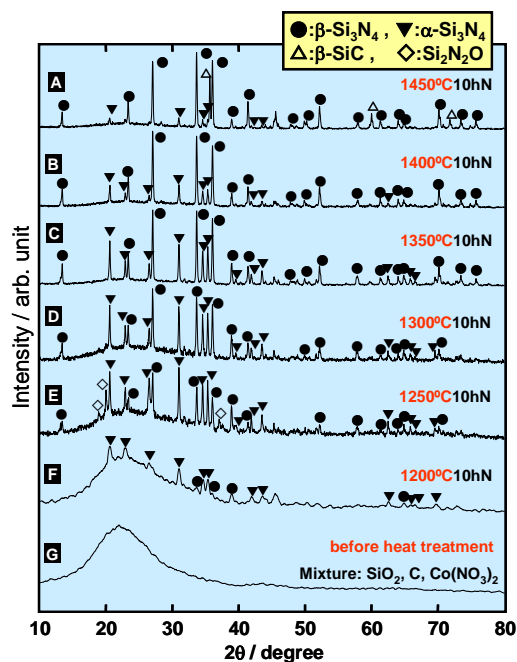 ●:β-Si3N4 , ▼:α-Si3N4
△:β-SiC , ◇:Si2N2O
A
1450ºC10hN
B
1400ºC10hN
C
1350ºC10hN
D
1300ºC10hN
E
1250ºC10hN
F
1200ºC10hN
G
before heat treatment
Mixture: SiO2, C, Co(NO3)2
Intensity / arb. unit
10 20 30 40 50 60 70 80
2θ / degree